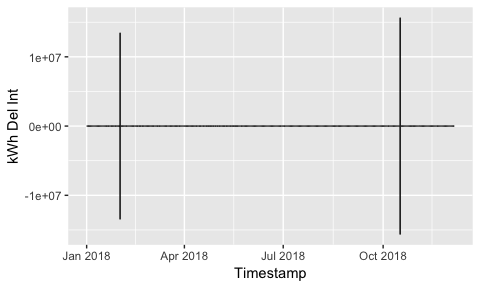 kWh Del Int
1e+07
0e+00
-1e+07
Jan 2018 Apr 2018 Jul 2018 Oct 2018
Timestamp